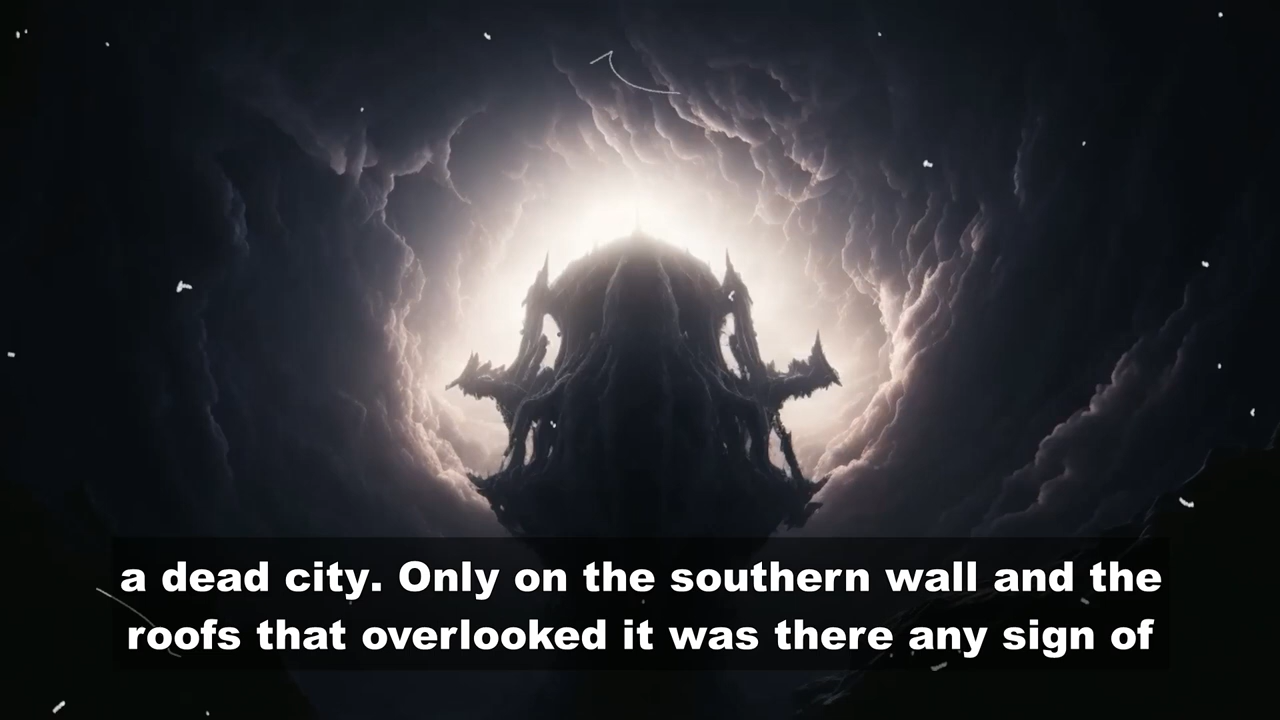 a dead city. Only on the southern wall and the
roofs that overlooked it was there any sign of